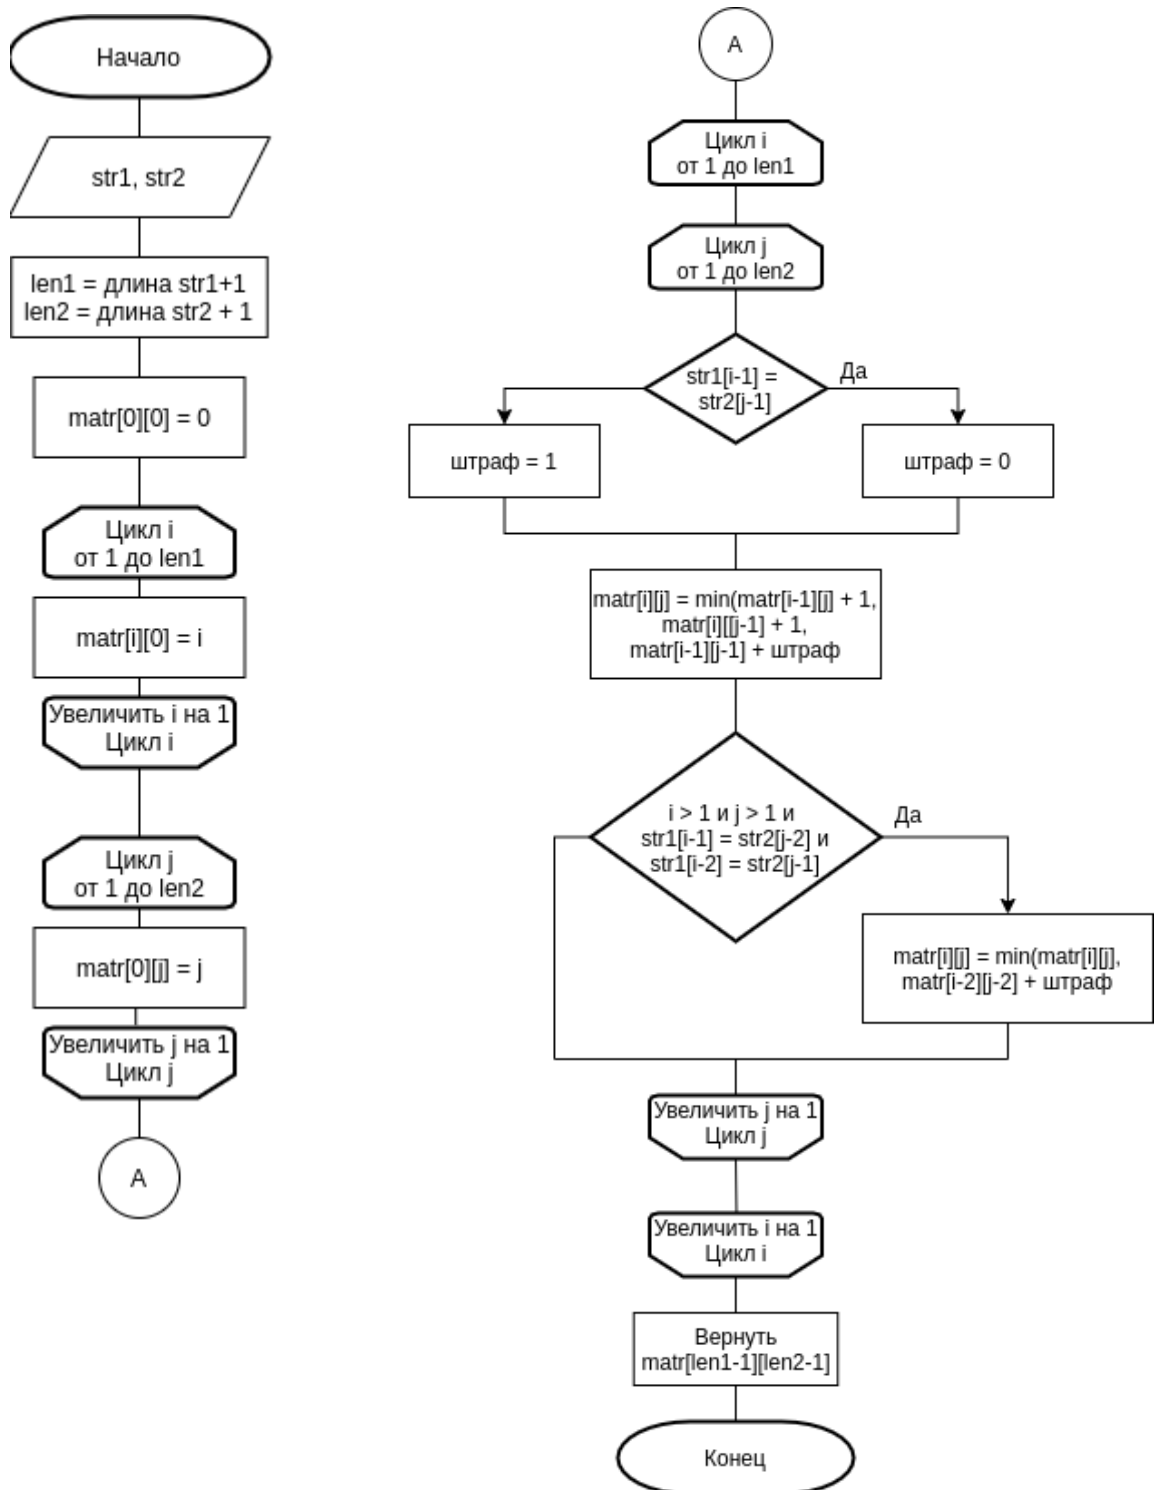 Начало
str1, str2
len1 = длина str1+1
len2 = длина str2 + 1
matr[0][0] = 0
Цикл i
от 1 до len1
matr[i][0] = i
Увеличить i на 1
Цикл i
Цикл j
от 1 до len2
matr[0][j] = j
Увеличить j на 1
Цикл j
A
A
Цикл i
от 1 до len1
Цикл j
от 1 до len2
str1[i-1] =
str2[j-1]
Да
штраф = 1
штраф = 0
matr[i][j] = min(matr[i-1][j] + 1,
matr[i][[j-1] + 1,
matr[i-1][j-1] + штраф
i > 1 и j > 1 и
str1[i-1] = str2[j-2] и
str1[i-2] = str2[j-1]
Да
matr[i][j] = min(matr[i][j],
matr[i-2][j-2] + штраф
Увеличить j на 1
Цикл j
Увеличить i на 1
Цикл i
Вернуть
matr[len1-1][len2-1]
Конец